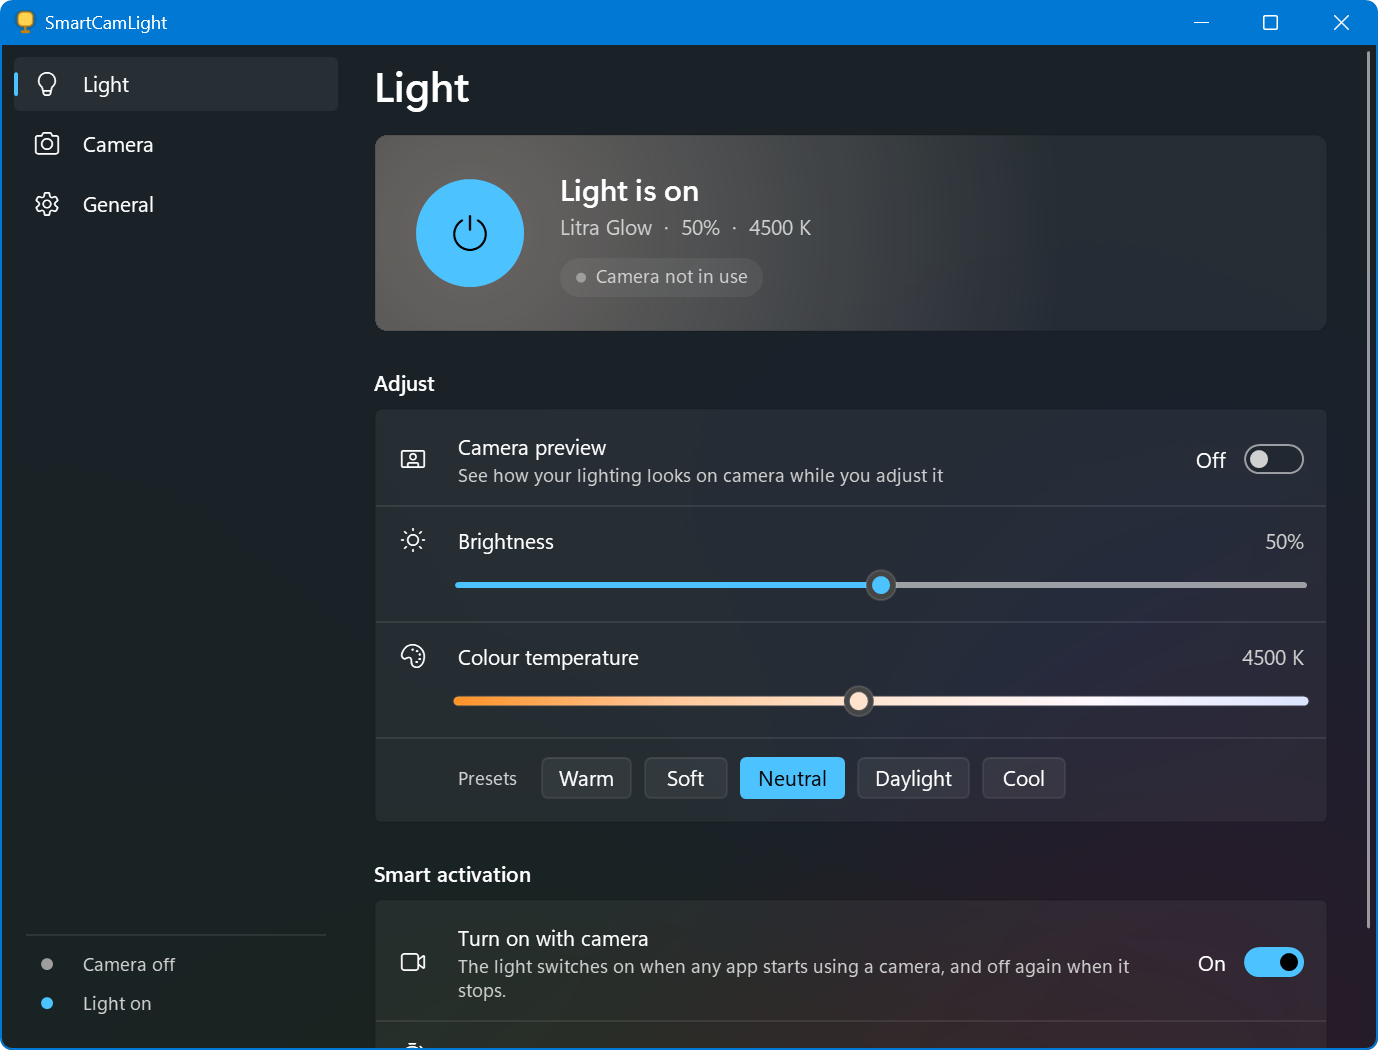 SmartCamLight
Light
Camera
General
Light
Light is on
Litra Glow · 50% · 4500 K
Camera not in use
Adjust
Camera preview
See how your lighting looks on camera while you adjust it
Off
Brightness
50%
Colour temperature
4500 K
Presets Warm Soft Neutral Daylight Cool
Smart activation
Turn on with camera
The light switches on when any app starts using a camera, and off again when it
stops.
On
Camera off
Light on